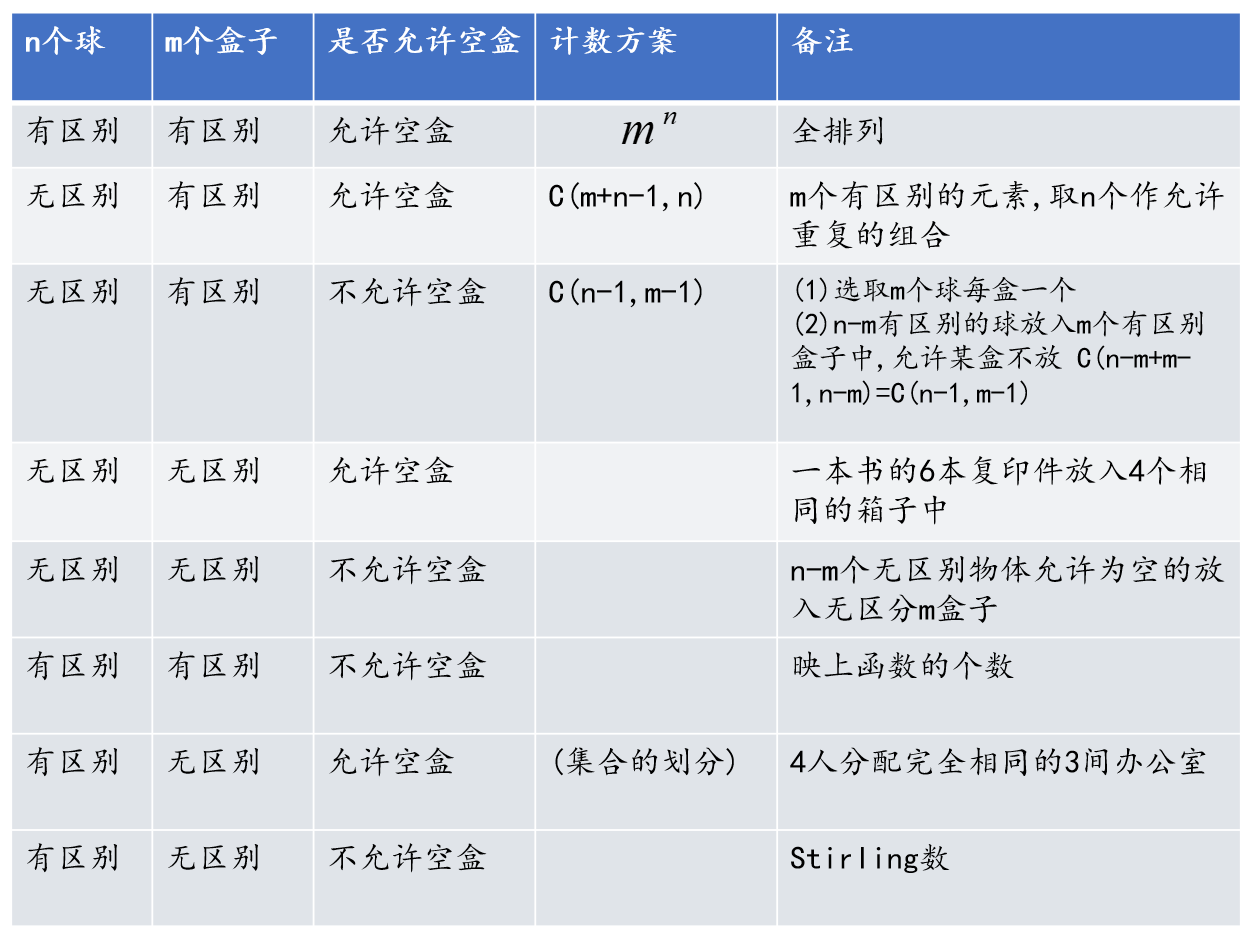 n个球 m个盒子 是否允许空盒 计数方案 备注
有区别 有区别 允许空盒 m^n 全排列
无区别 有区别 允许空盒 C(m+n-1,n) m个有区别的元素,取n个作允许
重复的组合
无区别 有区别 不允许空盒 C(n-1,m-1) (1)选取m个球每盒一个
(2)n-m有区别的球放入m个有区别
盒子中,允许某盒不放 C(n-m+m-
1,n-m)=C(n-1,m-1)
无区别 无区别 允许空盒 一本书的6本复印件放入4个相
同的箱子中
无区别 无区别 不允许空盒 n-m个无区别物体允许为空的放
入无区分m盒子
有区别 有区别 不允许空盒 映上函数的个数
有区别 无区别 允许空盒 (集合的划分) 4人分配完全相同的3间办公室
有区别 无区别 不允许空盒 Stirling数